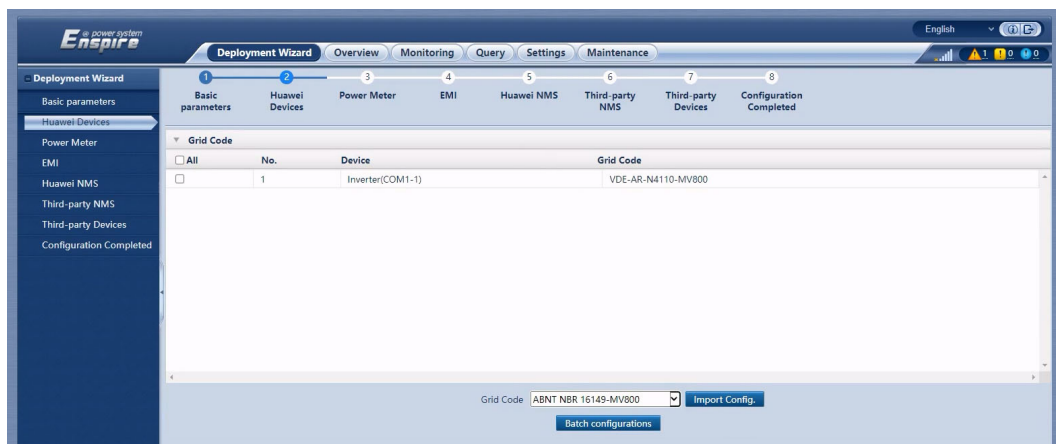 Enspire
@ power system
English
Deployment Wizard Overview Monitoring Query Settings Maintenance
1 0 0
Deployment Wizard
Basic parameters
Huawei Devices
Power Meter
EMI
Huawei NMS
Third-party NMS
Third-party Devices
Configuration Completed
1 2 3 4 5 6 7 8
Basic parameters
Huawei Devices
Power Meter
EMI
Huawei NMS
Third-party NMS
Third-party Devices
Configuration Completed
Grid Code
All No. Device Grid Code
1 Inverter(COM1-1) VDE-AR-N4110-MV800
Grid Code ABNT NBR 16149-MV800 Import Config.
Batch configurations